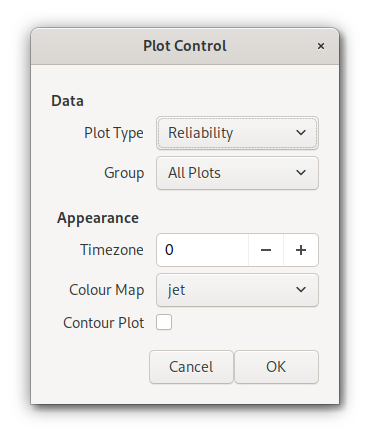 Plot Control
Data
Plot Type Reliability
Group All Plots
Appearance
Timezone 0
Colour Map jet
Contour Plot
Cancel OK